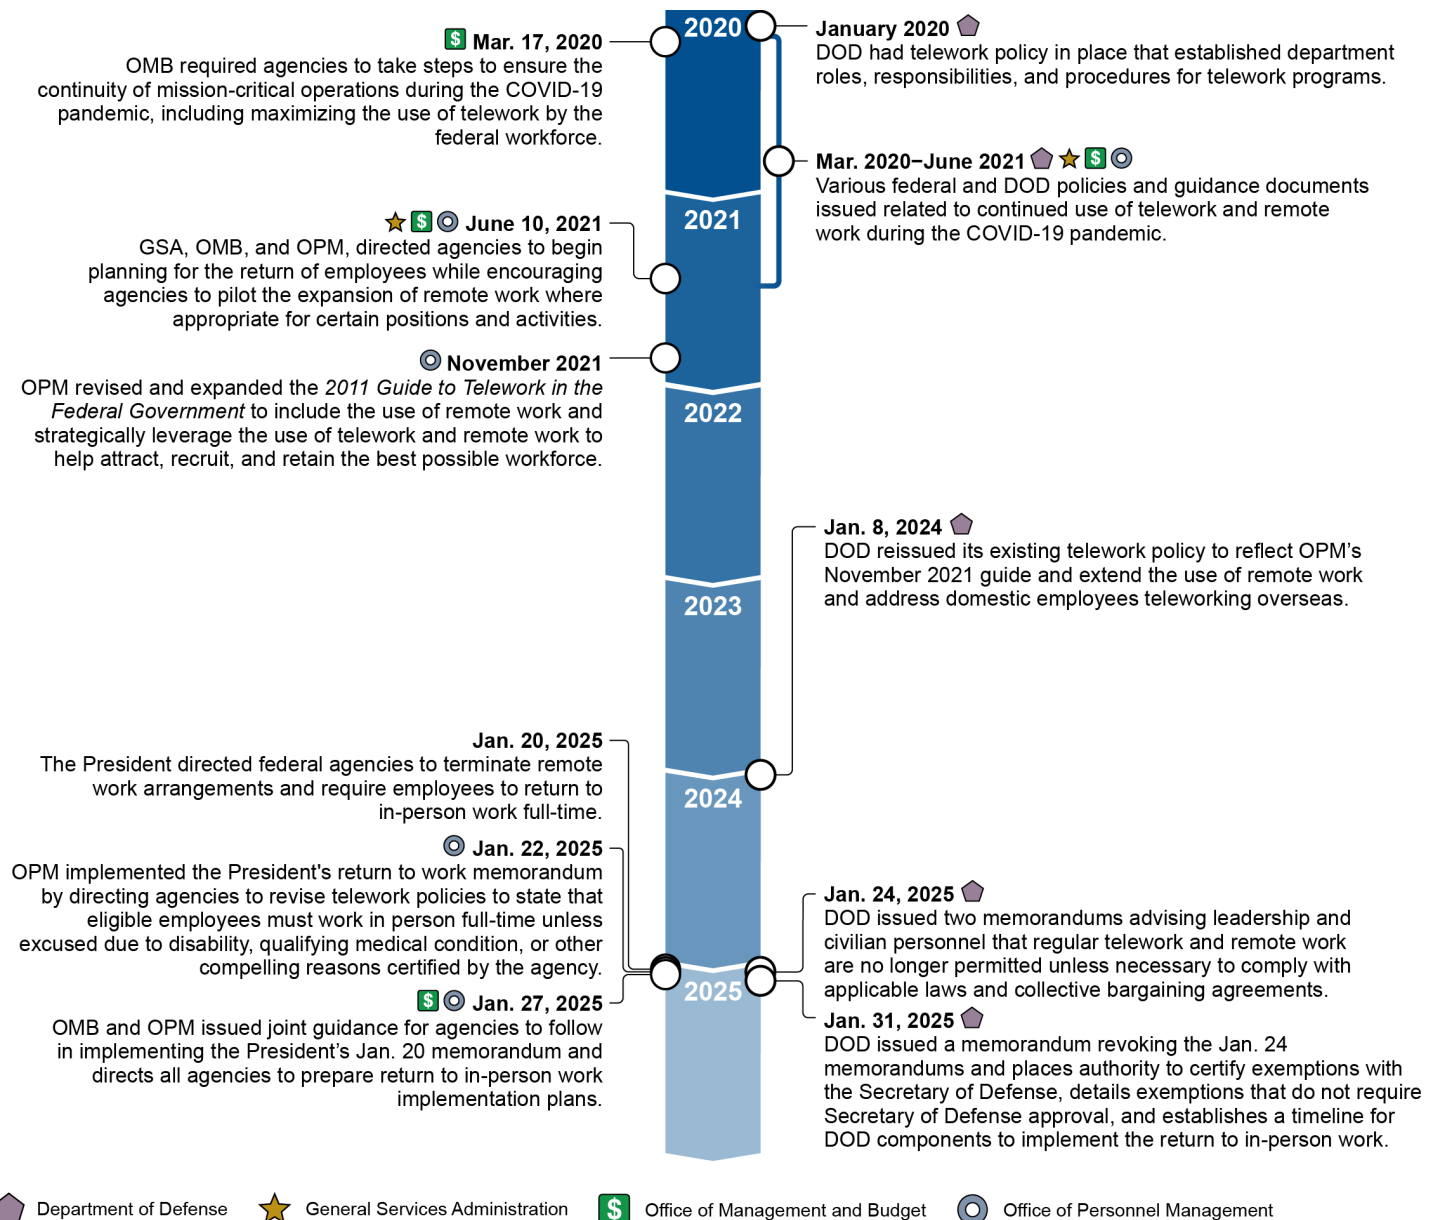 2020
Mar. 17, 2020
OMB required agencies to take steps to ensure the
continuity of mission-critical operations during the COVID-19
pandemic, including maximizing the use of telework by the
federal workforce.
January 2020
DOD had telework policy in place that established department
roles, responsibilities, and procedures for telework programs.
Mar. 2020–June 2021
Various federal and DOD policies and guidance documents
issued related to continued use of telework and remote
work during the COVID-19 pandemic.
2021
June 10, 2021
GSA, OMB, and OPM, directed agencies to begin
planning for the return of employees while encouraging
agencies to pilot the expansion of remote work where
appropriate for certain positions and activities.
November 2021
OPM revised and expanded the 2011 Guide to Telework in the
Federal Government to include the use of remote work and
strategically leverage the use of telework and remote work to
help attract, recruit, and retain the best possible workforce.
2022
Jan. 8, 2024
DOD reissued its existing telework policy to reflect OPM’s
November 2021 guide and extend the use of remote work
and address domestic employees teleworking overseas.
2023
2024
Jan. 20, 2025
The President directed federal agencies to terminate remote
work arrangements and require employees to return to
in-person work full-time.
Jan. 22, 2025
OPM implemented the President's return to work memorandum
by directing agencies to revise telework policies to state that
eligible employees must work in person full-time unless
excused due to disability, qualifying medical condition, or other
compelling reasons certified by the agency.
Jan. 24, 2025
DOD issued two memorandums advising leadership and
civilian personnel that regular telework and remote work
are no longer permitted unless necessary to comply with
applicable laws and collective bargaining agreements.
2025
Jan. 27, 2025
OMB and OPM issued joint guidance for agencies to follow
in implementing the President’s Jan. 20 memorandum and
directs all agencies to prepare return to in-person work
implementation plans.
Jan. 31, 2025
DOD issued a memorandum revoking the Jan. 24
memorandums and places authority to certify exemptions with
the Secretary of Defense, details exemptions that do not require
Secretary of Defense approval, and establishes a timeline for
DOD components to implement the return to in-person work.
Department of Defense
General Services Administration
$ Office of Management and Budget
Office of Personnel Management